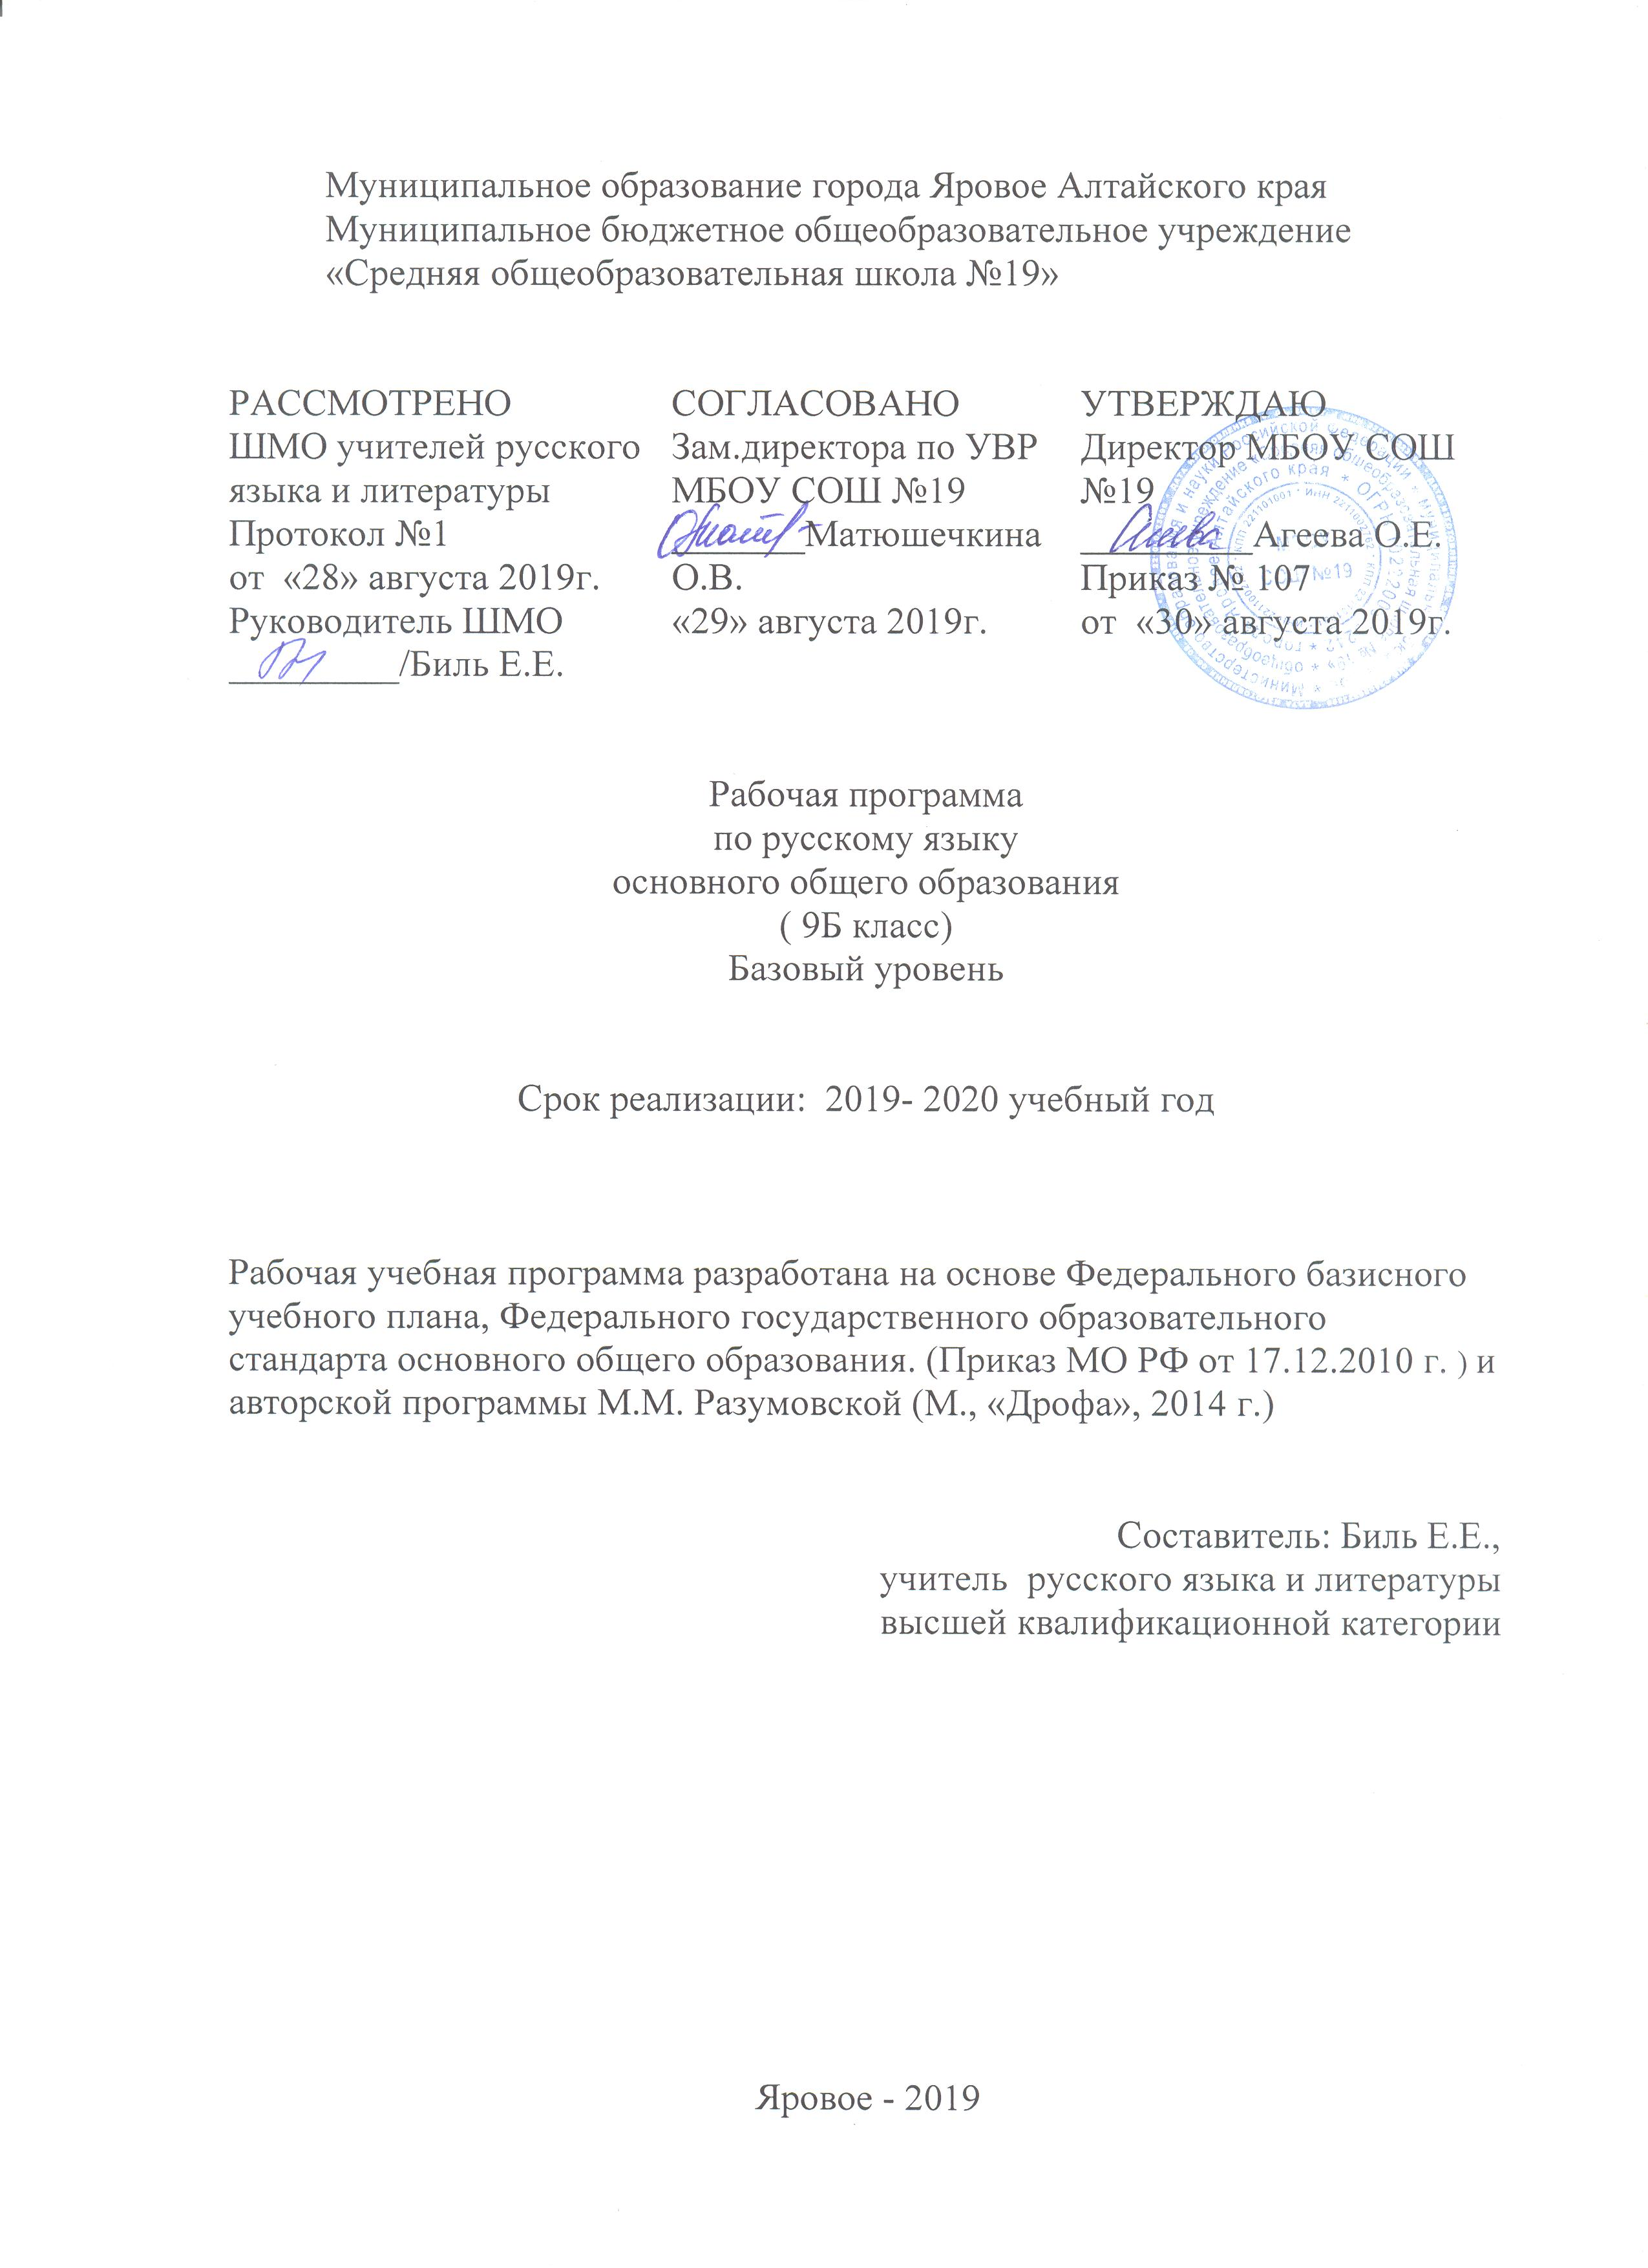 Муниципальное образование города Яровое Алтайского края
Муниципальное бюджетное общеобразовательное учреждение
«Средняя общеобразовательная школа №19»
РАССМОТРЕНО
ШМО учителей русского
языка и литературы
Протокол №1
от «28» августа 2019г.
Руководитель ШМО
_________/Биль Е.Е.
СОГЛАСОВАНО
Зам.директора по УВР
МБОУ СОШ №19
_______Матюшечкина
О.В.
«29» августа 2019г.
УТВЕРЖДАЮ
Директор МБОУ СОШ
№19
_________Агеева О.Е.
Приказ № 107
от «30» августа 2019г.
Рабочая программа
по русскому языку
основного общего образования
( 9Б класс)
Базовый уровень
Срок реализации: 2019- 2020 учебный год
Рабочая учебная программа разработана на основе Федерального базисного
учебного плана, Федерального государственного образовательного
стандарта основного общего образования. (Приказ МО РФ от 17.12.2010 г. ) и
авторской программы М.М. Разумовской (М., «Дрофа», 2014 г.)
Составитель: Биль Е.Е.,
учитель русского языка и литературы
высшей квалификационной категории
Яровое - 2019